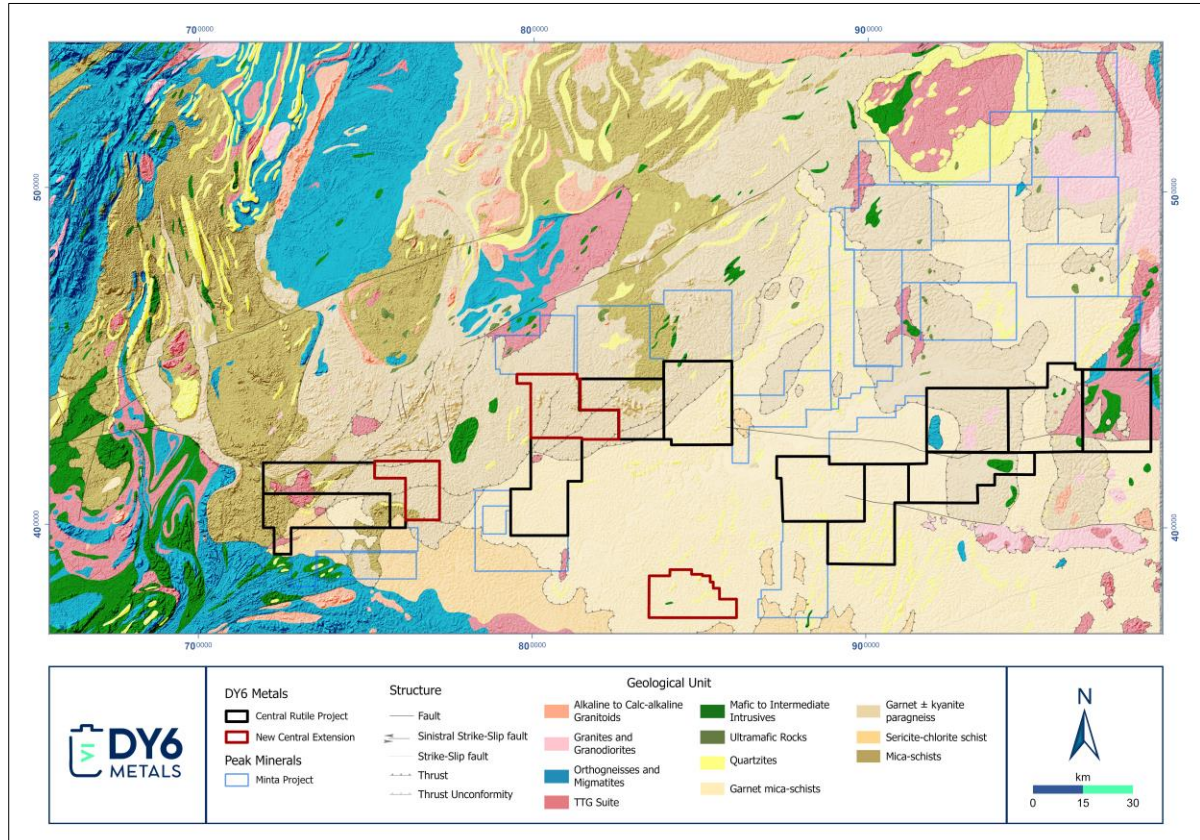 700000 800000 900000
500000 500000
400000 400000
700000 800000 900000
DY6
METALS
DY6 Metals
Central Rutile Project
New Central Extension
Peak Minerals
Minta Project
Structure
Fault
Sinistral Strike-Slip fault
Strike-Slip fault
Thrust
Thrust Unconformity
Geological Unit
Alkaline to Calc-alkaline
Granitoids
Granites and
Granodiorites
Orthogneisses and
Migmatites
TTG Suite
Mafic to Intermediate
Intrusives
Ultramafic Rocks
Quartzites
Garnet mica-schists
Garnet ± kyanite
paragneiss
Sericite-chlorite schist
Mica-schists
N
km
0 15 30